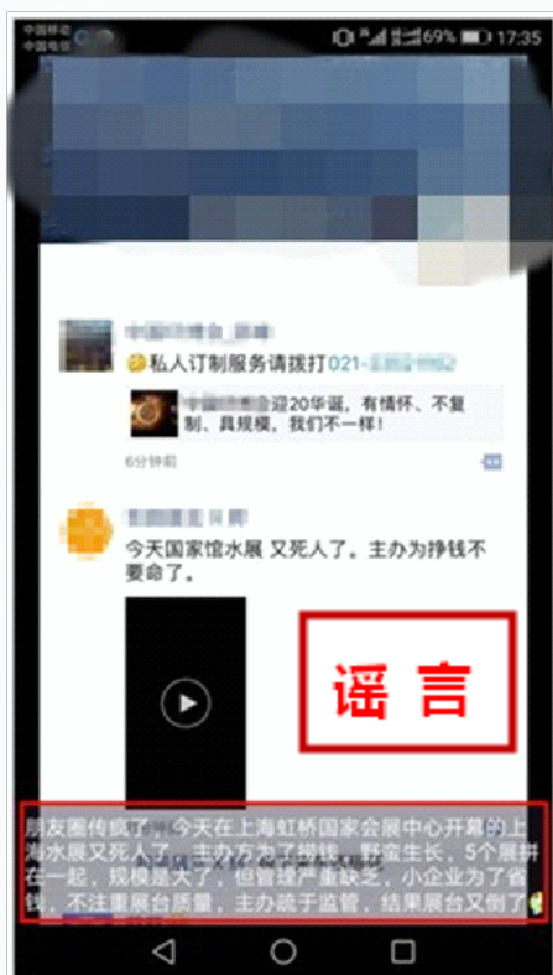 中国移动
中国电信
69%
17:35
私人订制服务请拨打021-
迎20华诞，有情怀、不复
制、具规模，我们不一样！
6分钟前
今天国家馆水展 又死人了。主办为挣钱不
要命了。
谣言
朋友圈传疯了，今天在上海虹桥国家会展中心开幕的上
海水展又死人了，主办方为了捞钱，野蛮生长，5个展拼
在一起，规模是大了，但管理严重缺乏，小企业为了省
钱，不注重展台质量，主办疏于监管，结果展台又倒了